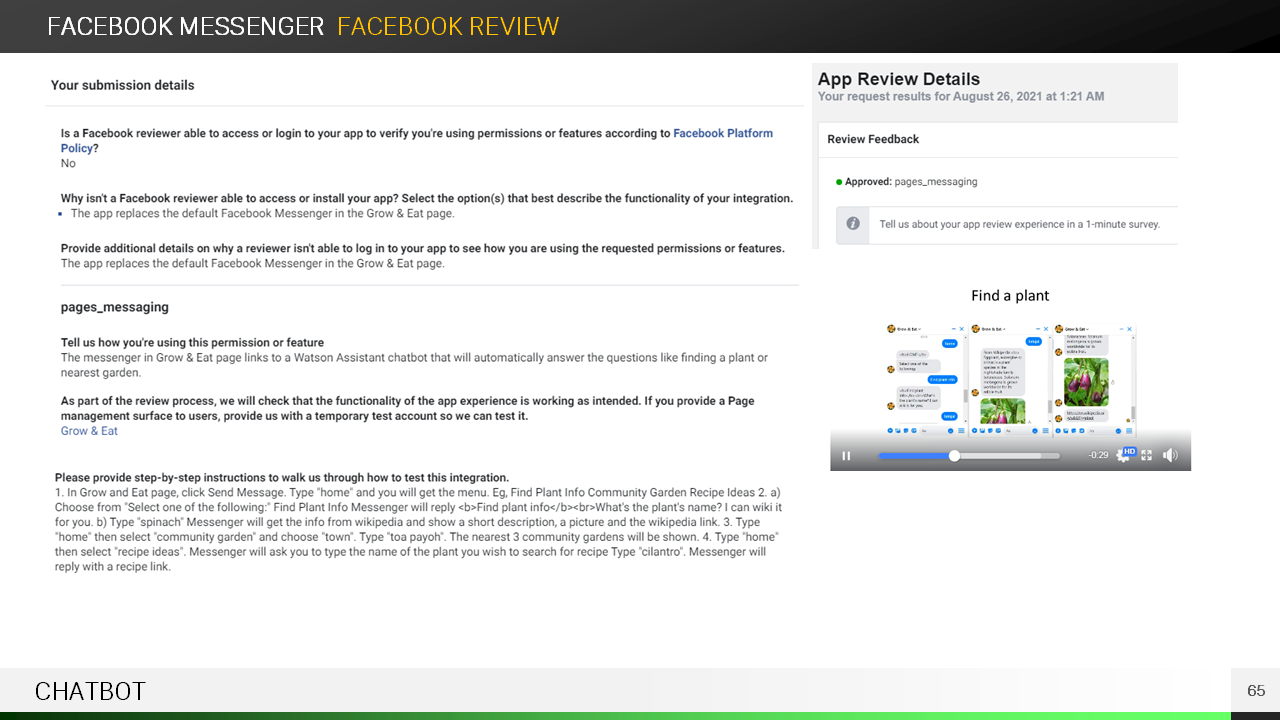 FACEBOOK MESSENGER FACEBOOK REVIEW
Your submission details
Is a Facebook reviewer able to access or login to your app to verify you're using permissions or features according to Facebook Platform
Policy?
No
Why isn't a Facebook reviewer able to access or install your app? Select the option(s) that best describe the functionality of your integration.
The app replaces the default Facebook Messenger in the Grow & Eat page.
Provide additional details on why a reviewer isn't able to log in to your app to see how you are using the requested permissions or features.
The app replaces the default Facebook Messenger in the Grow & Eat page.
pages_messaging
Tell us how you're using this permission or feature
The messenger in Grow & Eat page links to a Watson Assistant chatbot that will automatically answer the questions like finding a plant or
nearest garden.
As part of the review process, we will check that the functionality of the app experience is working as intended. If you provide a Page
management surface to users, provide us with a temporary test account so we can test it.
Grow & Eat
Please provide step-by-step instructions to walk us through how to test this integration.
1. In Grow and Eat page, click Send Message. Type "home" and you will get the menu. Eg, Find Plant Info Community Garden Recipe Ideas 2. a)
Choose from "Select one of the following:" Find Plant Info Messenger will reply <b>Find plant info</b><br>What's the plant's name? I can wiki it
for you. b) Type "spinach" Messenger will get the info from wikipedia and show a short description, a picture and the wikipedia link. 3. Type
"home" then select "community garden" and choose "town". Type "toa payoh". The nearest 3 community gardens will be shown. 4. Type "home"
then select "recipe ideas". Messenger will ask you to type the name of the plant you wish to search for recipe Type "cilantro". Messenger will
reply with a recipe link.
App Review Details
Your request results for August 26, 2021 at 1:21 AM
Review Feedback
Approved: pages_messaging
Tell us about your app review experience in a 1-minute survey.
Find a plant
Grow & Eat
Grow & Eat
Grow & Eat
-0:29
HD
CHATBOT
65